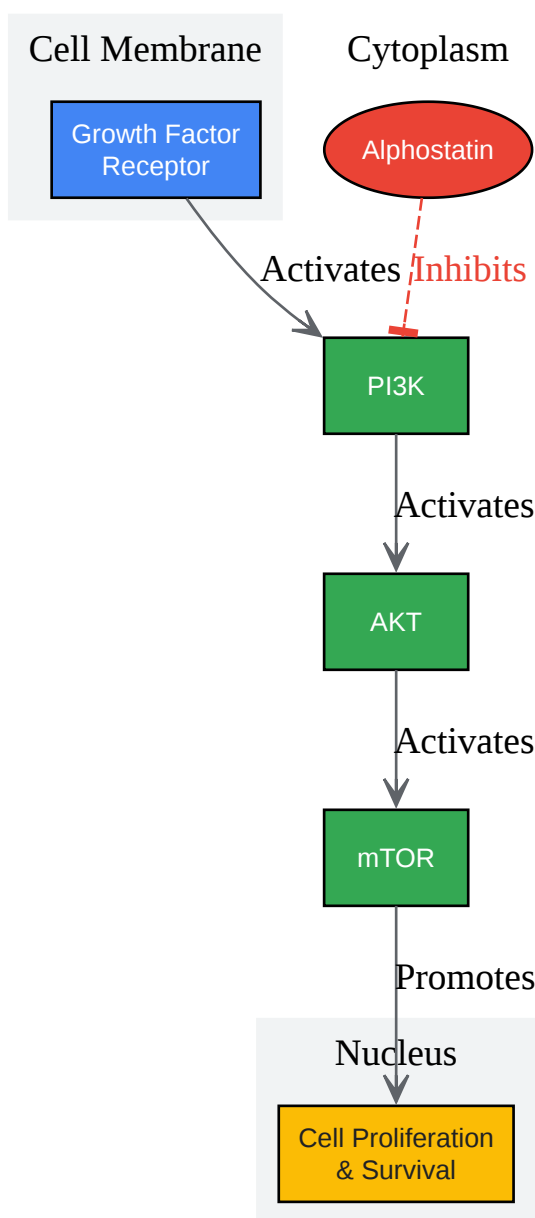 Cell Membrane
Cytoplasm
Growth Factor
Receptor
Alphostatin
Activates
Inhibits
PI3K
Activates
AKT
Activates
mTOR
Promotes
Nucleus
Cell Proliferation
& Survival